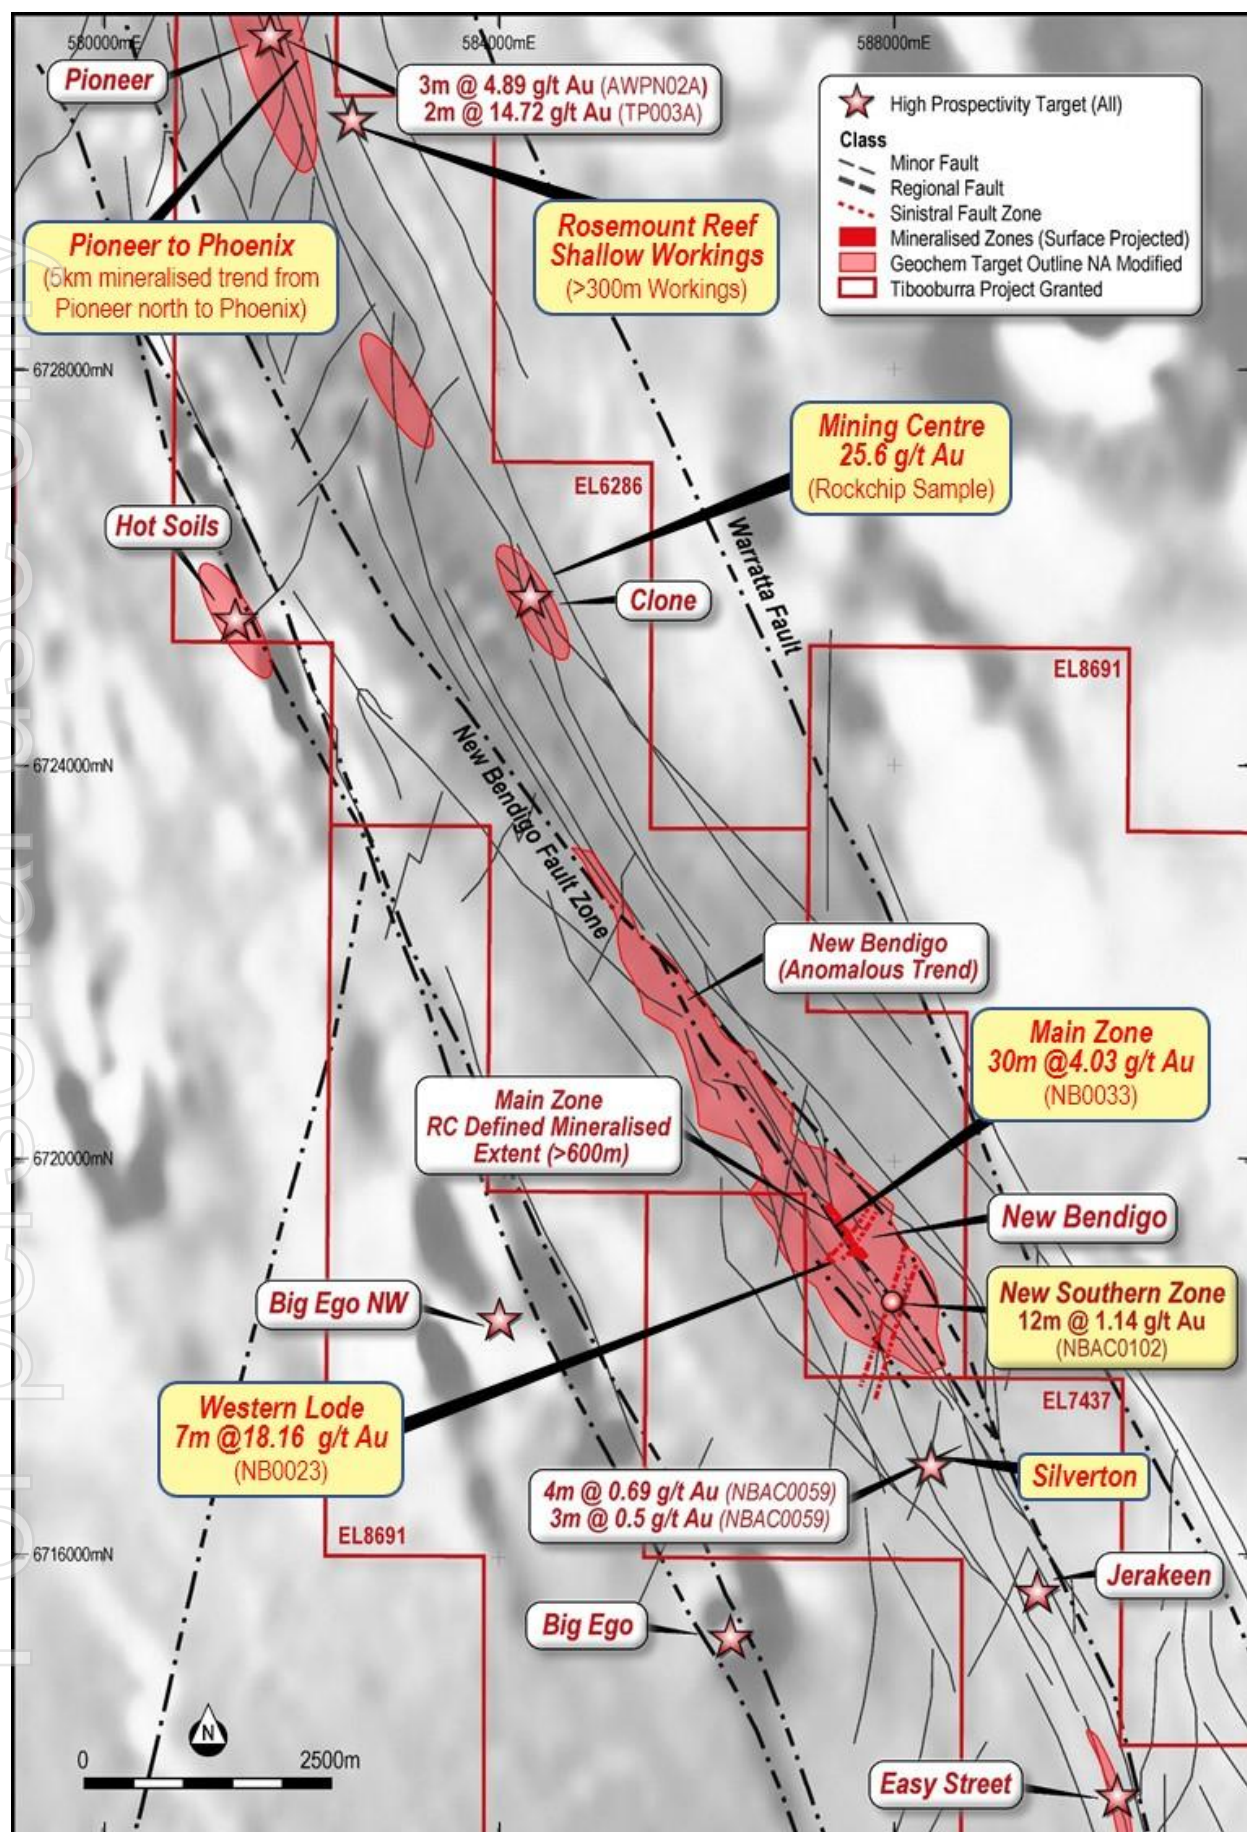 580000mE
584000mE
588000mE
Pioneer
3m @ 4.89 g/t Au (AWPN02A)
2m @ 14.72 g/t Au (TP003A)
High Prospectivity Target (All)
Class
Minor Fault
Regional Fault
Sinistral Fault Zone
Mineralised Zones (Surface Projected)
Geochem Target Outline NA Modified
Tibooburra Project Granted
Pioneer to Phoenix
(5km mineralised trend from
Pioneer north to Phoenix)
Rosemount Reef
Shallow Workings
(>300m Workings)
6728000mN
Mining Centre
25.6 g/t Au
(Rockchip Sample)
EL6286
Hot Soils
Warratta Fault
Clone
EL8691
6724000mN
New Bendigo Fault Zone
New Bendigo
(Anomalous Trend)
Main Zone
30m @4.03 g/t Au
(NB0033)
Main Zone
RC Defined Mineralised
Extent (>600m)
6720000mN
New Bendigo
New Southern Zone
12m @ 1.14 g/t Au
(NBAC0102)
Big Ego NW
Western Lode
7m @18.16 g/t Au
(NB0023)
EL7437
Silverton
4m @ 0.69 g/t Au (NBAC0059)
3m @ 0.5 g/t Au (NBAC0059)
EL8691
6716000mN
Jerakeen
Big Ego
N
0
2500m
Easy Street
For personal use only